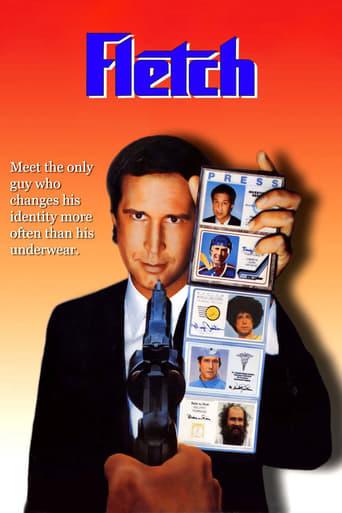 Fletch
Meet the only
guy who
changes his
identity more
often than his
underwear.
PRESS